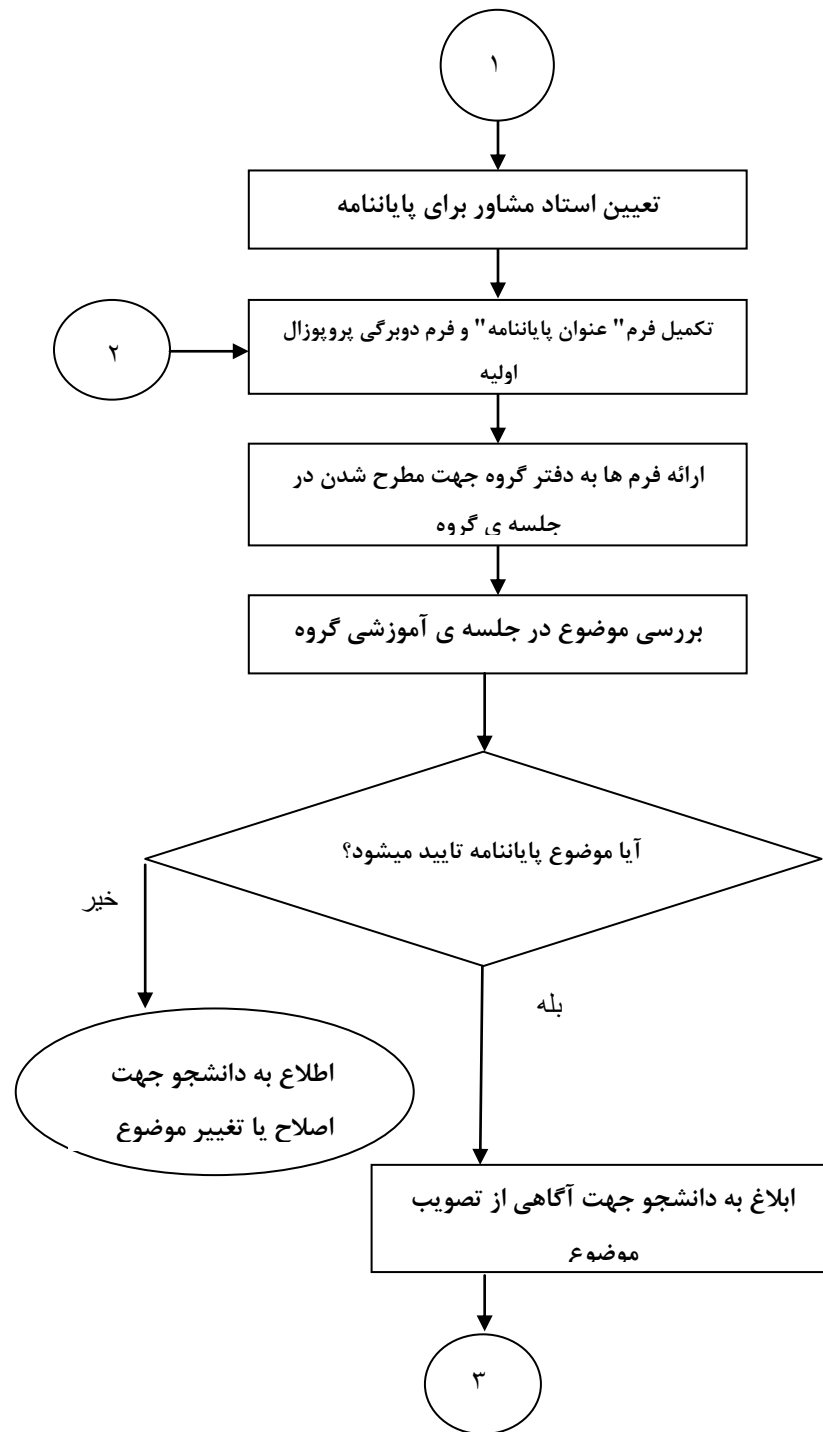 ۱
تعیین استاد مشاور برای پایاننامه
تکمیل فرم" عنوان پایاننامه" و فرم دوبرگی پروپوزال
اولیه
۲
ارائه فرم ها به دفتر گروه جهت مطرح شدن در
جلسه ی گروه
بررسی موضوع در جلسه ی آموزشی گروه
آیا موضوع پایاننامه تایید میشود؟
خیر
بله
اطلاع به دانشجو جهت
اصلاح یا تغییر موضوع
ابلاغ به دانشجو جهت آگاهی از تصویب
موضوع
۳